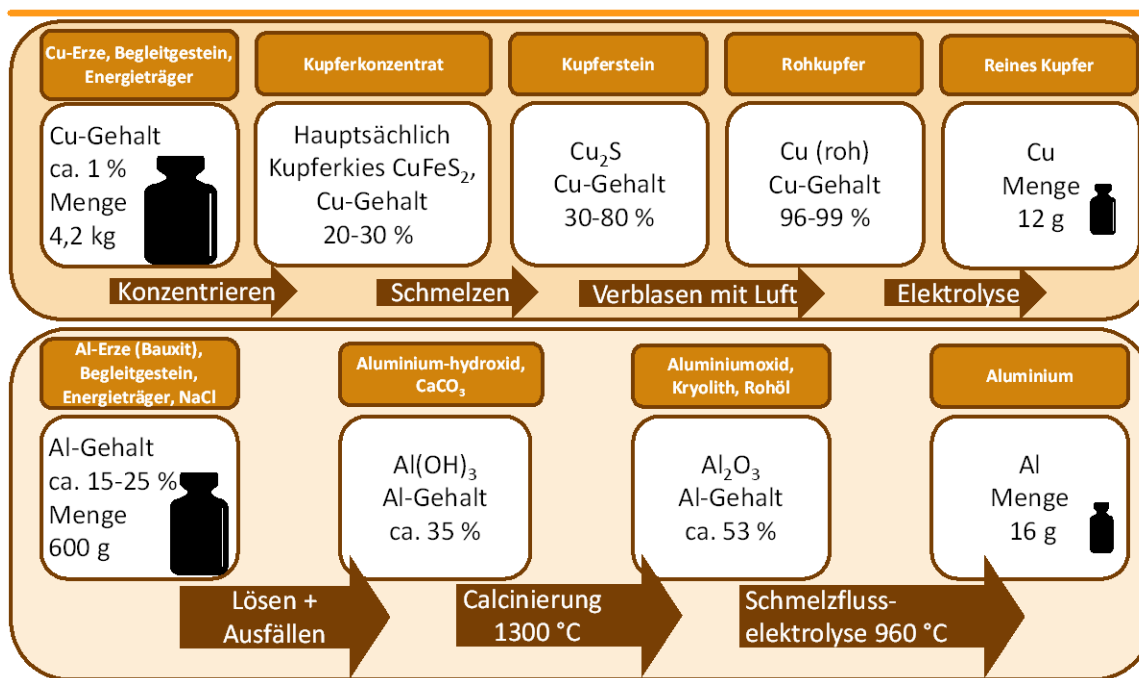 Cu-Erze, Begleitgestein,
Energieträger
Kupferkonzentrat
Kupferstein
Rohkupfer
Reines Kupfer
Cu-Gehalt
ca. 1 %
Menge
4,2 kg
Hauptsächlich
Kupferkies CuFeS₂,
Cu-Gehalt
20-30 %
Cu₂S
Cu-Gehalt
30-80 %
Cu (roh)
Cu-Gehalt
96-99 %
Cu
Menge
12 g
Konzentrieren
Schmelzen
Verblasen mit Luft
Elektrolyse
Al-Erze (Bauxit),
Begleitgestein,
Energieträger, NaCl
Aluminium-hydroxid,
CaCO₃
Aluminiumoxid,
Kryolith, Rohöl
Aluminium
Al-Gehalt
ca. 15-25 %
Menge
600 g
Al(OH)₃
Al-Gehalt
ca. 35 %
Al₂O₃
Al-Gehalt
ca. 53 %
Al
Menge
16 g
Lösen +
Ausfällen
Calcinierung
1300 °C
Schmelzfluss-
elektrolyse 960 °C